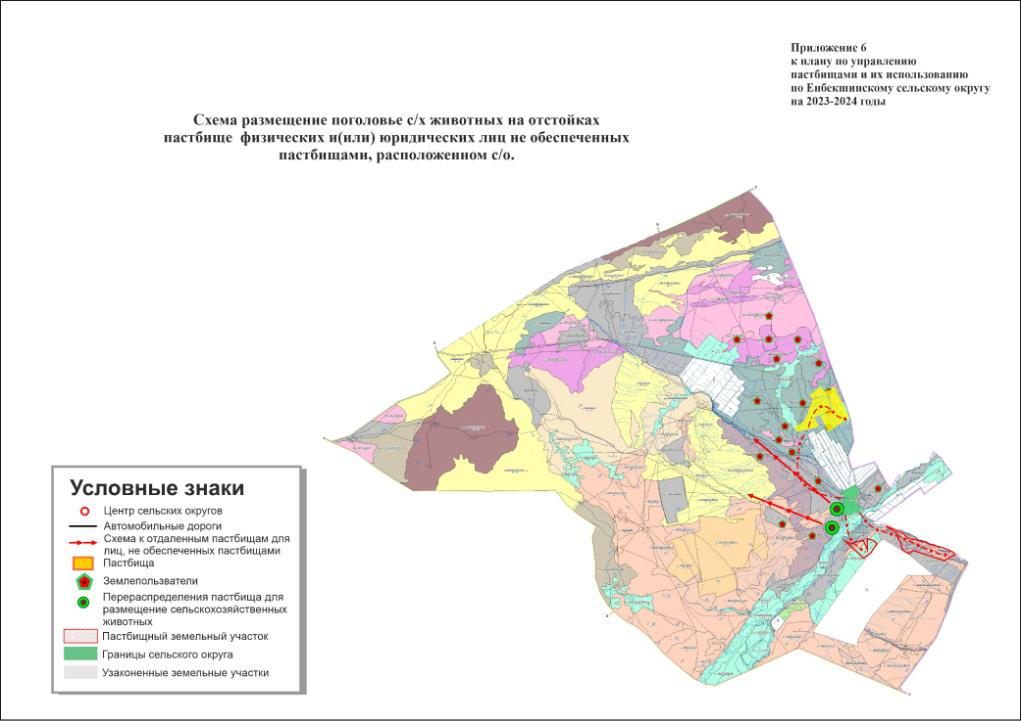 Приложение 6
к плану по управлению
пастбищами и их использованию
по Енбекшинскому сельскому округу
на 2023-2024 годы
Схема размещение поголовье с/х животных на отстойках
пастбище физических и(или) юридических лиц не обеспеченных
пастбищами, расположенном с/о.
Условные знаки
Центр сельских округов
Автомобильные дороги
Схема к отдаленным пастбищам для
лиц, не обеспеченных пастбищами
Пастбища
Землепользватели
Перераспределения пастбища для
размещение сельскохозяйственных
животных
Пастбищный земельный участок
Границы сельского округа
Узаконенные земельные участки